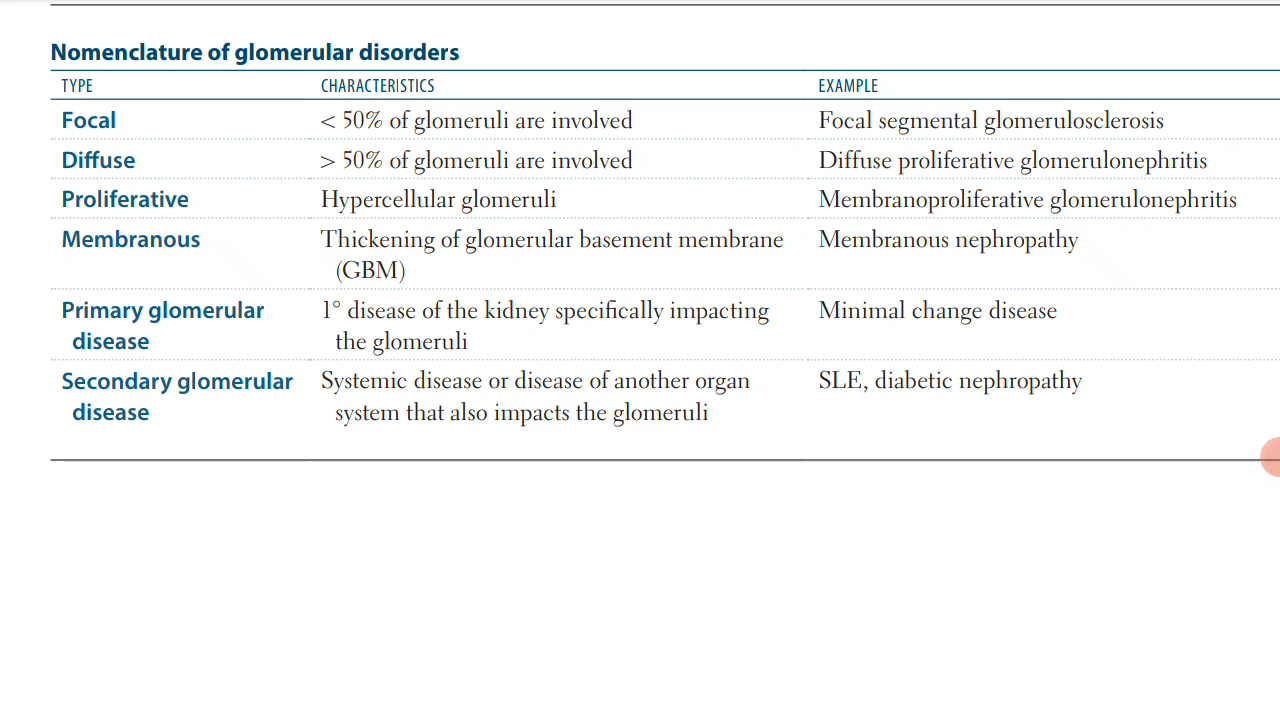 Nomenclature of glomerular disorders
TYPE CHARACTERISTICS EXAMPLE
Focal < 50% of glomeruli are involved Focal segmental glomerulosclerosis
Diffuse > 50% of glomeruli are involved Diffuse proliferative glomerulonephritis
Proliferative Hypercellular glomeruli Membranoproliferative glomerulonephritis
Membranous Thickening of glomerular basement membrane Membranous nephropathy
(GBM)
Primary glomerular 1° disease of the kidney specifically impacting Minimal change disease
disease the glomeruli
Secondary glomerular Systemic disease or disease of another organ SLE, diabetic nephropathy
disease system that also impacts the glomeruli